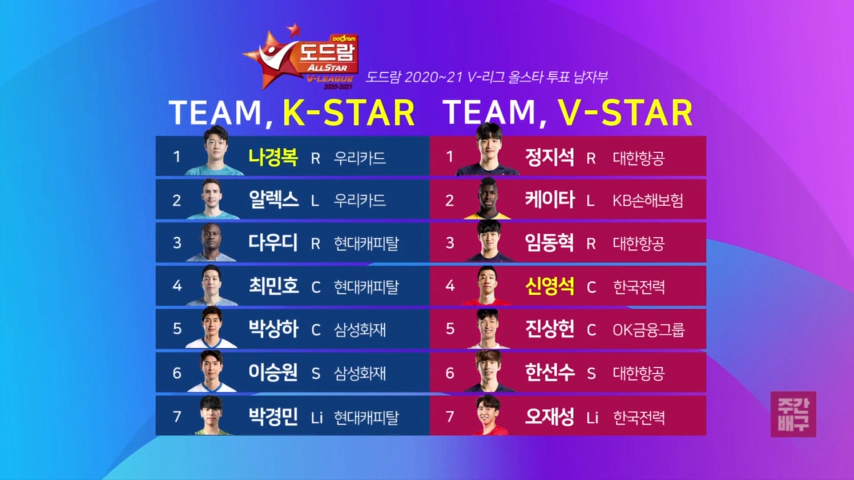 Dodram
도드람
ALLSTAR
V-LEAGUE
2020-2021
도드람 2020~21 V-리그 올스타 투표 남자부
TEAM, K-STAR
1 나경복 R 우리카드
2 알렉스 L 우리카드
3 다우디 R 현대캐피탈
4 최민호 C 현대캐피탈
5 박상하 C 삼성화재
6 이승원 S 삼성화재
7 박경민 Li 현대캐피탈
TEAM, V-STAR
1 정지석 R 대한항공
2 케이타 L KB손해보험
3 임동혁 R 대한항공
4 신영석 C 한국전력
5 진상헌 C OK금융그룹
6 한선수 S 대한항공
7 오재성 Li 한국전력
주간
배구